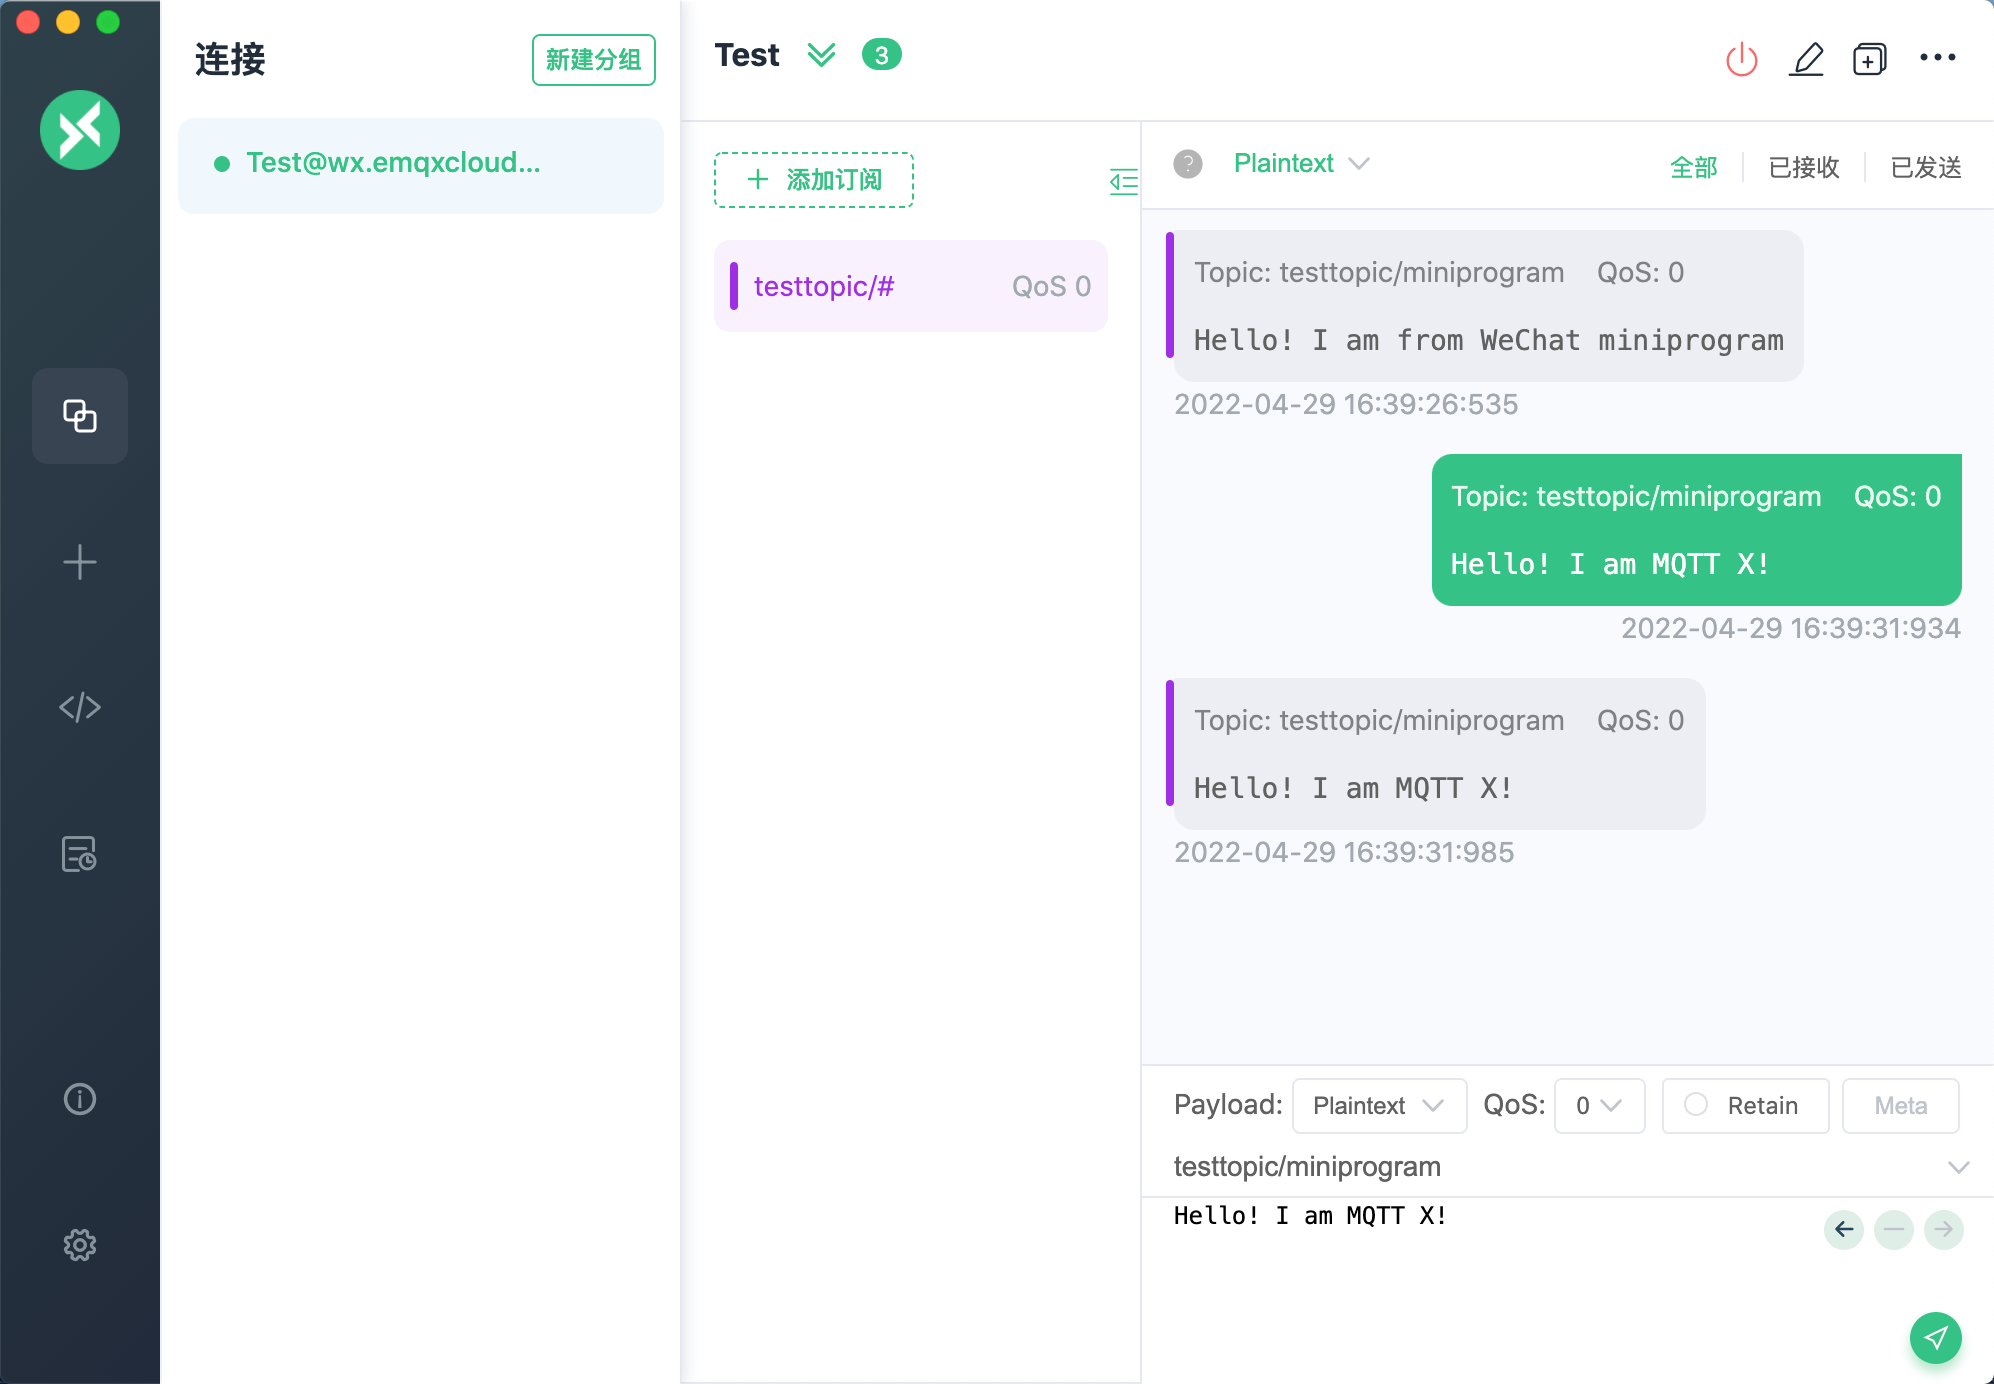 连接
新建分组
Test@wx.emqxcloud...
Test 3
添加订阅
testtopic/# QoS 0
Plaintext
全部 已接收 已发送
Topic: testtopic/miniprogram QoS: 0
Hello! I am from WeChat miniprogram
2022-04-29 16:39:26:535
Topic: testtopic/miniprogram QoS: 0
Hello! I am MQTT X!
2022-04-29 16:39:31:934
Topic: testtopic/miniprogram QoS: 0
Hello! I am MQTT X!
2022-04-29 16:39:31:985
Payload: Plaintext QoS: 0 Retain Meta
testtopic/miniprogram
Hello! I am MQTT X!